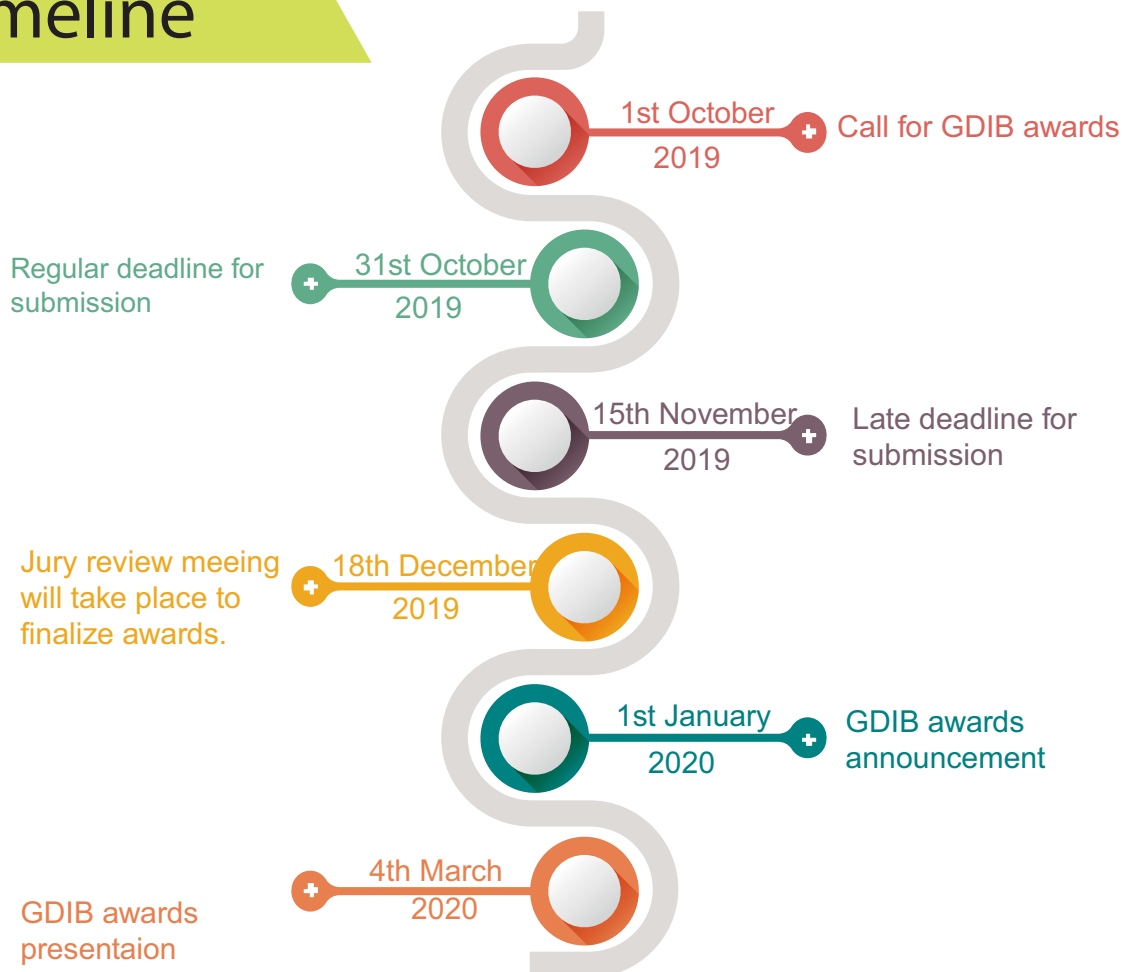 meline
1st October
2019
Call for GDIB awards
Regular deadline for
submission
31st October
2019
15th November
2019
Late deadline for
submission
Jury review meeing
will take place to
finalize awards.
18th December
2019
1st January
2020
GDIB awards
announcement
4th March
2020
GDIB awards
presentaion